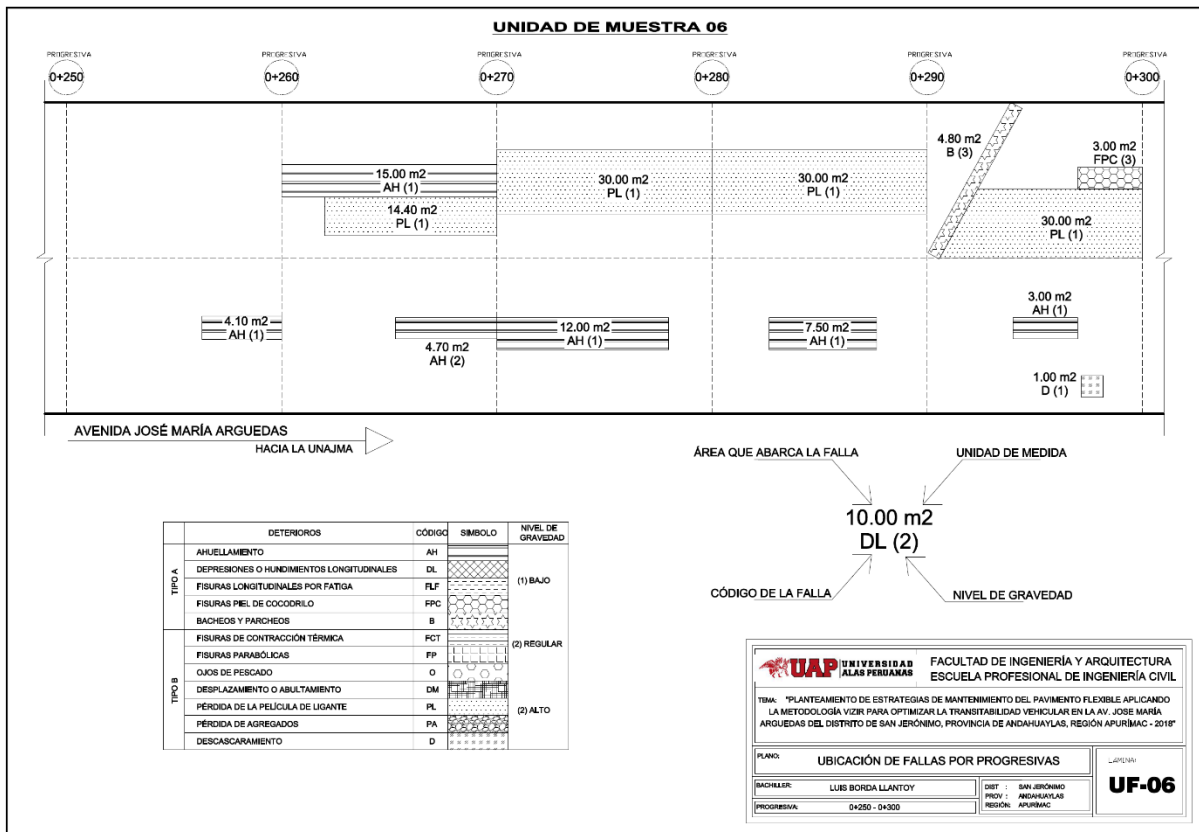 UNIDAD DE MUESTRA 06
PROGRESIVA
0+250
PROGRESIVA
0+260
PROGRESIVA
0+270
PROGRESIVA
0+280
PROGRESIVA
0+290
PROGRESIVA
0+300
15.00 m2
AH (1)
14.40 m2
PL (1)
30.00 m2
PL (1)
30.00 m2
PL (1)
4.80 m2
B (3)
3.00 m2
FPC (3)
30.00 m2
PL (1)
4.10 m2
AH (1)
4.70 m2
AH (2)
12.00 m2
AH (1)
7.50 m2
AH (1)
3.00 m2
AH (1)
1.00 m2
D (1)
AVENIDA JOSÉ MARÍA ARGUEDAS
HACIA LA UNAJMA
ÁREA QUE ABARCA LA FALLA
UNIDAD DE MEDIDA
10.00 m2
DL (2)
CÓDIGO DE LA FALLA
NIVEL DE GRAVEDAD
DETERIOROS CÓDIGO SIMBOLO NIVEL DE GRAVEDAD
TIPO A
AHUELLAMIENTO AH
DEPRESIONES O HUNDIMIENTOS LONGITUDINALES DL
FISURAS LONGITUDINALES POR FATIGA FLF
FISURAS PIEL DE COCODRILO FPC
BACHEOS Y PARCHEOS B
TIPO B
FISURAS DE CONTRACCIÓN TÉRMICA FCT
FISURAS PARABÓLICAS FP
OJOS DE PESCADO O
DESPLAZAMIENTO O ABULTAMIENTO DM
PÉRDIDA DE LA PELÍCULA DE LIGANTE PL
PÉRDIDA DE AGREGADOS PA
DESCASCARAMIENTO D
(1) BAJO
(2) REGULAR
(2) ALTO
UAP UNIVERSIDAD ALAS PERUANAS
FACULTAD DE INGENIERÍA Y ARQUITECTURA
ESCUELA PROFESIONAL DE INGENIERÍA CIVIL
TEMA: "PLANTEAMIENTO DE ESTRATEGIAS DE MANTENIMIENTO DEL PAVIMENTO FLEXIBLE APLICANDO
LA METODOLOGÍA VIZIR PARA OPTIMIZAR LA TRANSITABILIDAD VEHICULAR EN LA AV. JOSE MARÍA
ARGUEDAS DEL DISTRITO DE SAN JERÓNIMO, PROVINCIA DE ANDAHUAYLAS, REGIÓN APURÍMAC - 2018"
PLANO: UBICACIÓN DE FALLAS POR PROGRESIVAS
LAMINA:
UF-06
BACHILLER: LUIS BORDA LLANTOY
PROGRESIVA: 0+250 - 0+300
DIST : SAN JERÓNIMO
PROV : ANDAHUAYLAS
REGIÓN: APURÍMAC